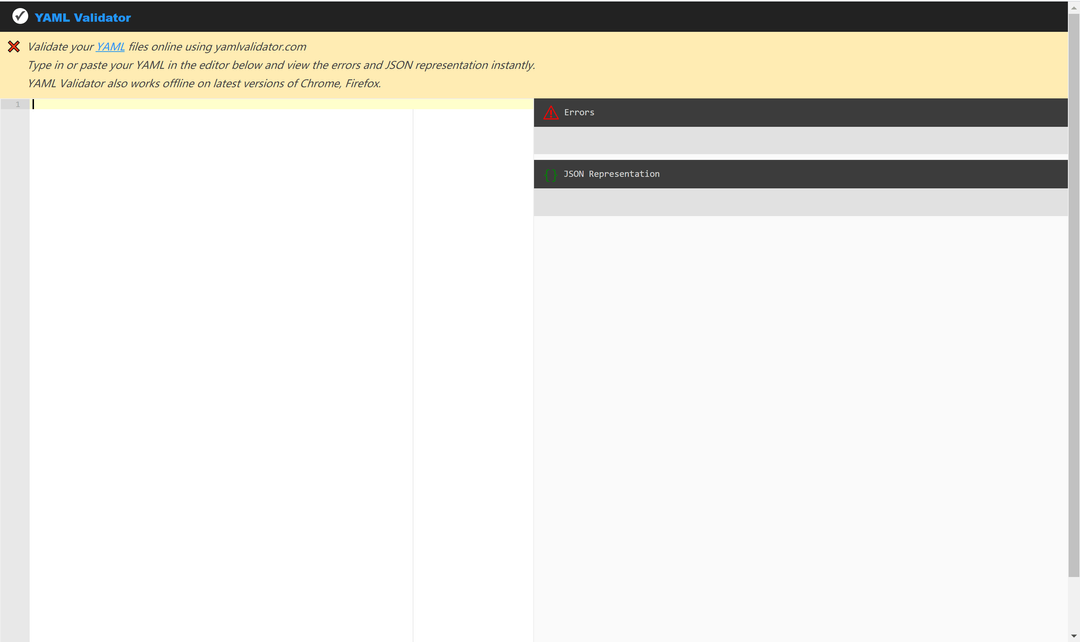 YAML Validator
Validate your YAML files online using yamlvalidator.com
Type in or paste your YAML in the editor below and view the errors and JSON representation instantly.
YAML Validator also works offline on latest versions of Chrome, Firefox.
1
Errors
{} JSON Representation